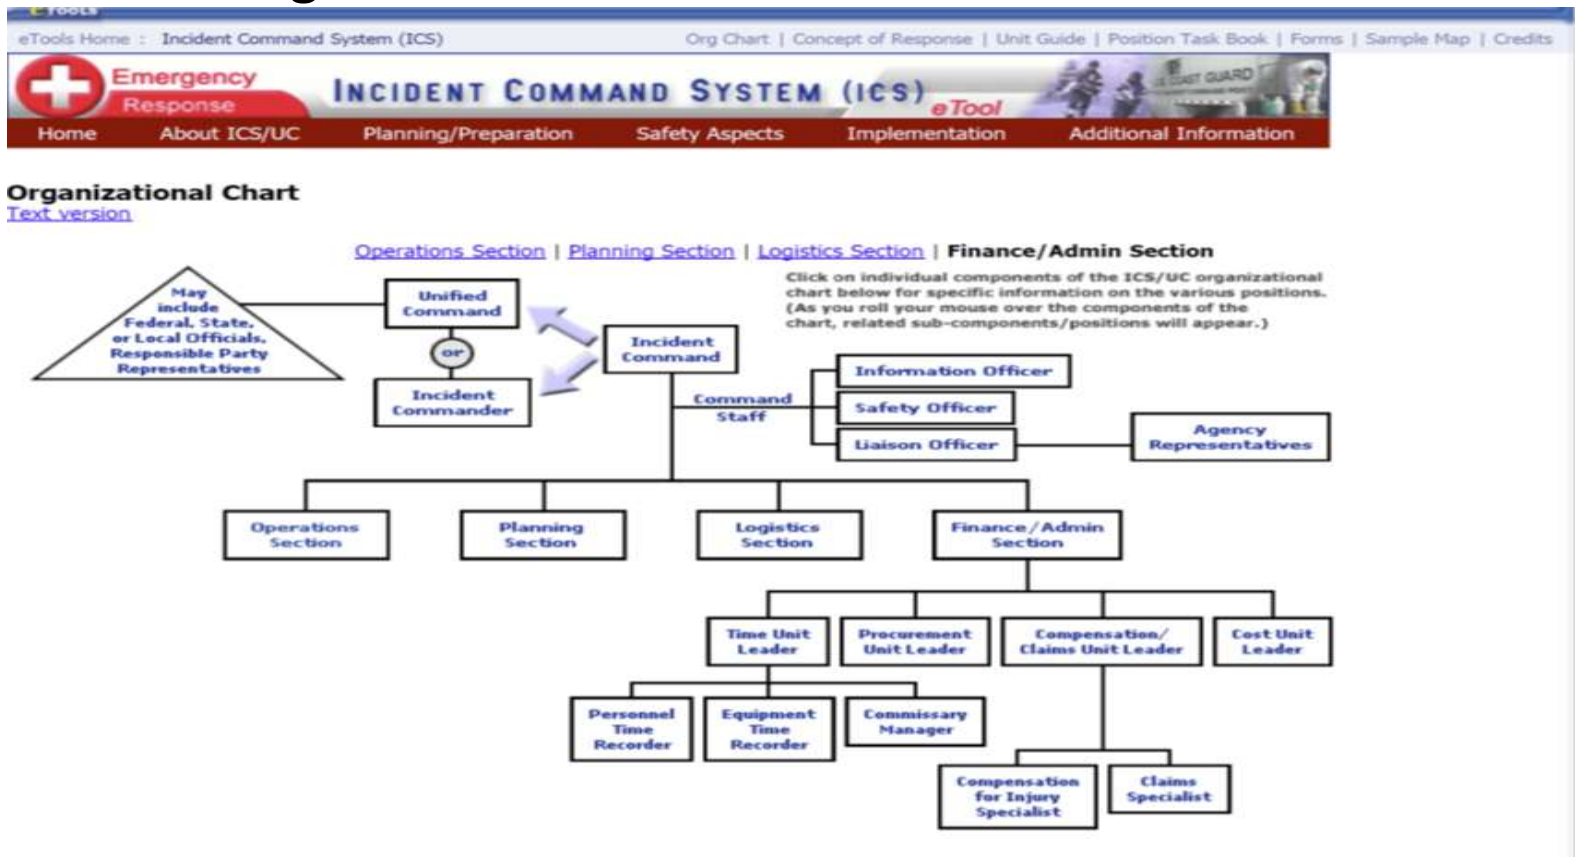 eTools
eTools Home : Incident Command System (ICS)
Org Chart | Concept of Response | Unit Guide | Position Task Book | Forms | Sample Map | Credits
Emergency
Response
INCIDENT COMMAND SYSTEM (ICS)
eTool
COAST GUARD
Home About ICS/UC Planning/Preparation Safety Aspects Implementation Additional Information
Organizational Chart
Text version
Operations Section | Planning Section | Logistics Section | Finance/Admin Section
Click on individual components of the ICS/UC organizational
chart below for specific information on the various positions.
(As you roll your mouse over the components of the
chart, related sub-components/positions will appear.)
May
include
Federal, State,
or Local Officials,
Responsible Party
Representatives
Unified
Command
or
Incident
Commander
Incident
Command
Command
Staff
Information Officer
Safety Officer
Liaison Officer
Agency
Representatives
Operations
Section
Planning
Section
Logistics
Section
Finance/Admin
Section
Time Unit
Leader
Procurement
Unit Leader
Compensation/
Claims Unit Leader
Cost Unit
Leader
Personnel
Time
Recorder
Equipment
Time
Recorder
Commissary
Manager
Compensation
for Injury
Specialist
Claims
Specialist